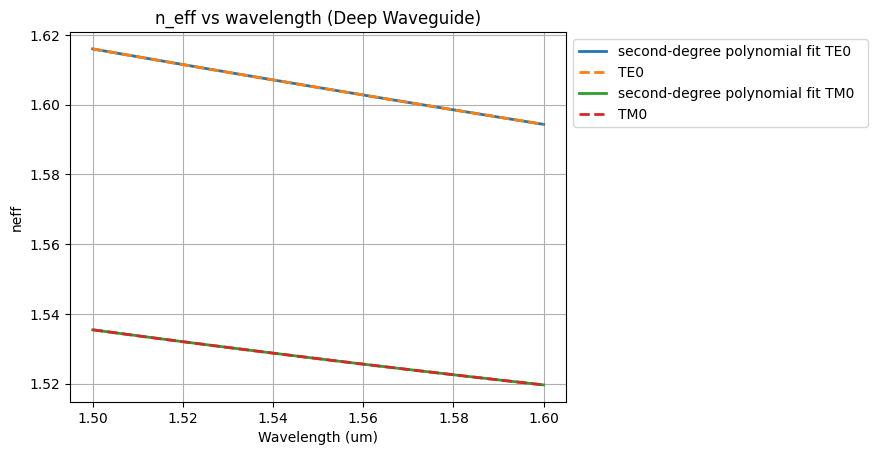 n_eff vs wavelength (Deep Waveguide)
1.62
1.60
1.58
1.56
1.54
1.52
neff
1.50
1.52
1.54
1.56
1.58
1.60
Wavelength (um)
second-degree polynomial fit TE0
TE0
second-degree polynomial fit TM0
TM0